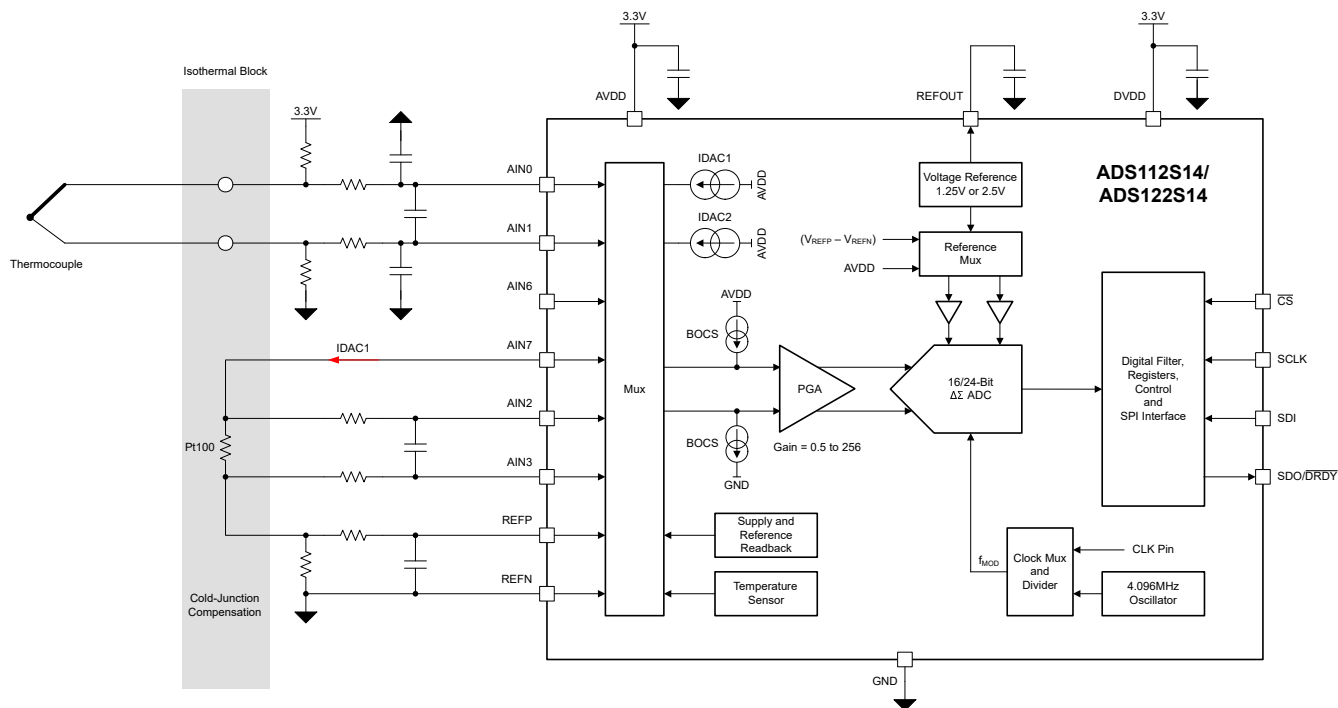 3.3V
3.3V
Isothermal Block
AVDD
REFOUT
DVDD
3.3V
IDAC1
AIN0
AVDD
Voltage Reference
1.25V or 2.5V
ADS112S14/
ADS122S14
IDAC2
AIN1
AVDD
(VREFP – VREFN)
AVDD
Reference
Mux
Thermocouple
AIN6
AVDD
BOCS
CS
IDAC1
AIN7
Mux
PGA
16/24-Bit
ΔΣ ADC
Digital Filter,
Registers,
Control
and
SPI Interface
SCLK
AIN2
SDI
Pt100
BOCS
Gain = 0.5 to 256
AIN3
GND
SDO/DRDY
REFP
Supply and
Reference
Readback
fMOD
Clock Mux
and
Divider
CLK Pin
REFN
Temperature
Sensor
4.096MHz
Oscillator
Cold-Junction
Compensation
GND